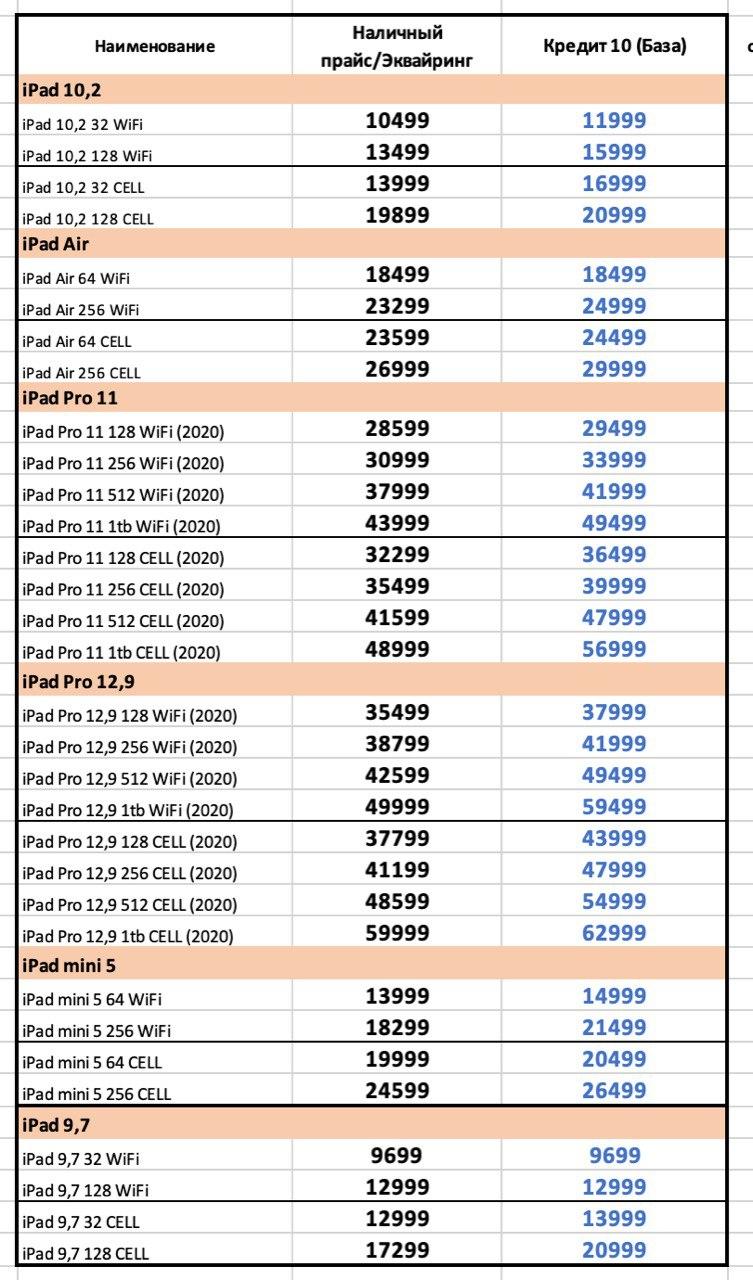 Наименование Наличный прайс/Эквайринг Кредит 10 (База)
iPad 10,2
iPad 10,2 32 WiFi 10499 11999
iPad 10,2 128 WiFi 13499 15999
iPad 10,2 32 CELL 13999 16999
iPad 10,2 128 CELL 19899 20999
iPad Air
iPad Air 64 WiFi 18499 18499
iPad Air 256 WiFi 23299 24999
iPad Air 64 CELL 23599 24499
iPad Air 256 CELL 26999 29999
iPad Pro 11
iPad Pro 11 128 WiFi (2020) 28599 29499
iPad Pro 11 256 WiFi (2020) 30999 33999
iPad Pro 11 512 WiFi (2020) 37999 41999
iPad Pro 11 1tb WiFi (2020) 43999 49499
iPad Pro 11 128 CELL (2020) 32299 36499
iPad Pro 11 256 CELL (2020) 35499 39999
iPad Pro 11 512 CELL (2020) 41599 47999
iPad Pro 11 1tb CELL (2020) 48999 56999
iPad Pro 12,9
iPad Pro 12,9 128 WiFi (2020) 35499 37999
iPad Pro 12,9 256 WiFi (2020) 38799 41999
iPad Pro 12,9 512 WiFi (2020) 42599 49499
iPad Pro 12,9 1tb WiFi (2020) 49999 59499
iPad Pro 12,9 128 CELL (2020) 37799 43999
iPad Pro 12,9 256 CELL (2020) 41199 47999
iPad Pro 12,9 512 CELL (2020) 48599 54999
iPad Pro 12,9 1tb CELL (2020) 59999 62999
iPad mini 5
iPad mini 5 64 WiFi 13999 14999
iPad mini 5 256 WiFi 18299 21499
iPad mini 5 64 CELL 19999 20499
iPad mini 5 256 CELL 24599 26499
iPad 9,7
iPad 9,7 32 WiFi 9699 9699
iPad 9,7 128 WiFi 12999 12999
iPad 9,7 32 CELL 12999 13999
iPad 9,7 128 CELL 17299 20999